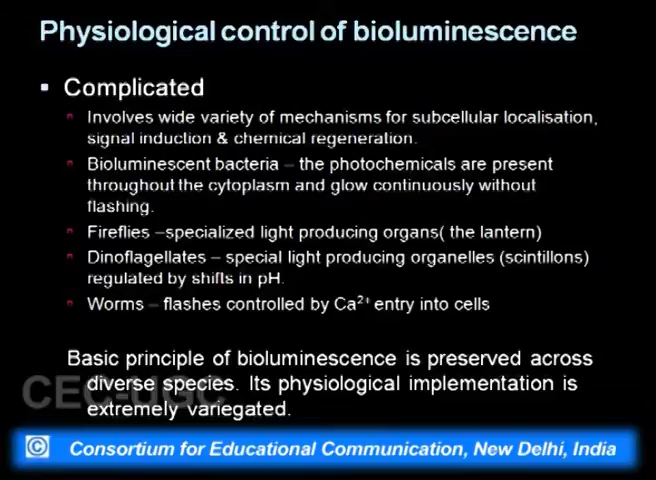 Physiological control of bioluminescence
Complicated
Involves wide variety of mechanisms for subcellular localisation,
signal induction & chemical regeneration.
Bioluminescent bacteria – the photochemicals are present
throughout the cytoplasm and glow continuously without
flashing.
Fireflies –specialized light producing organs( the lantern)
Dinoflagellates – special light producing organelles (scintillons)
regulated by shifts in pH.
Worms – flashes controlled by Ca²⁺ entry into cells
Basic principle of bioluminescence is preserved across
diverse species. Its physiological implementation is
extremely variegated.
CEC-UGC
© Consortium for Educational Communication, New Delhi, India